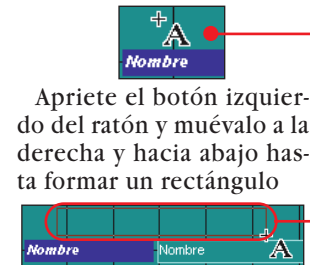 A
Nombre
Apriete el botón izquier-
do del ratón y muévalo a la
derecha y hacia abajo has-
ta formar un rectángulo
Nombre Nombre A